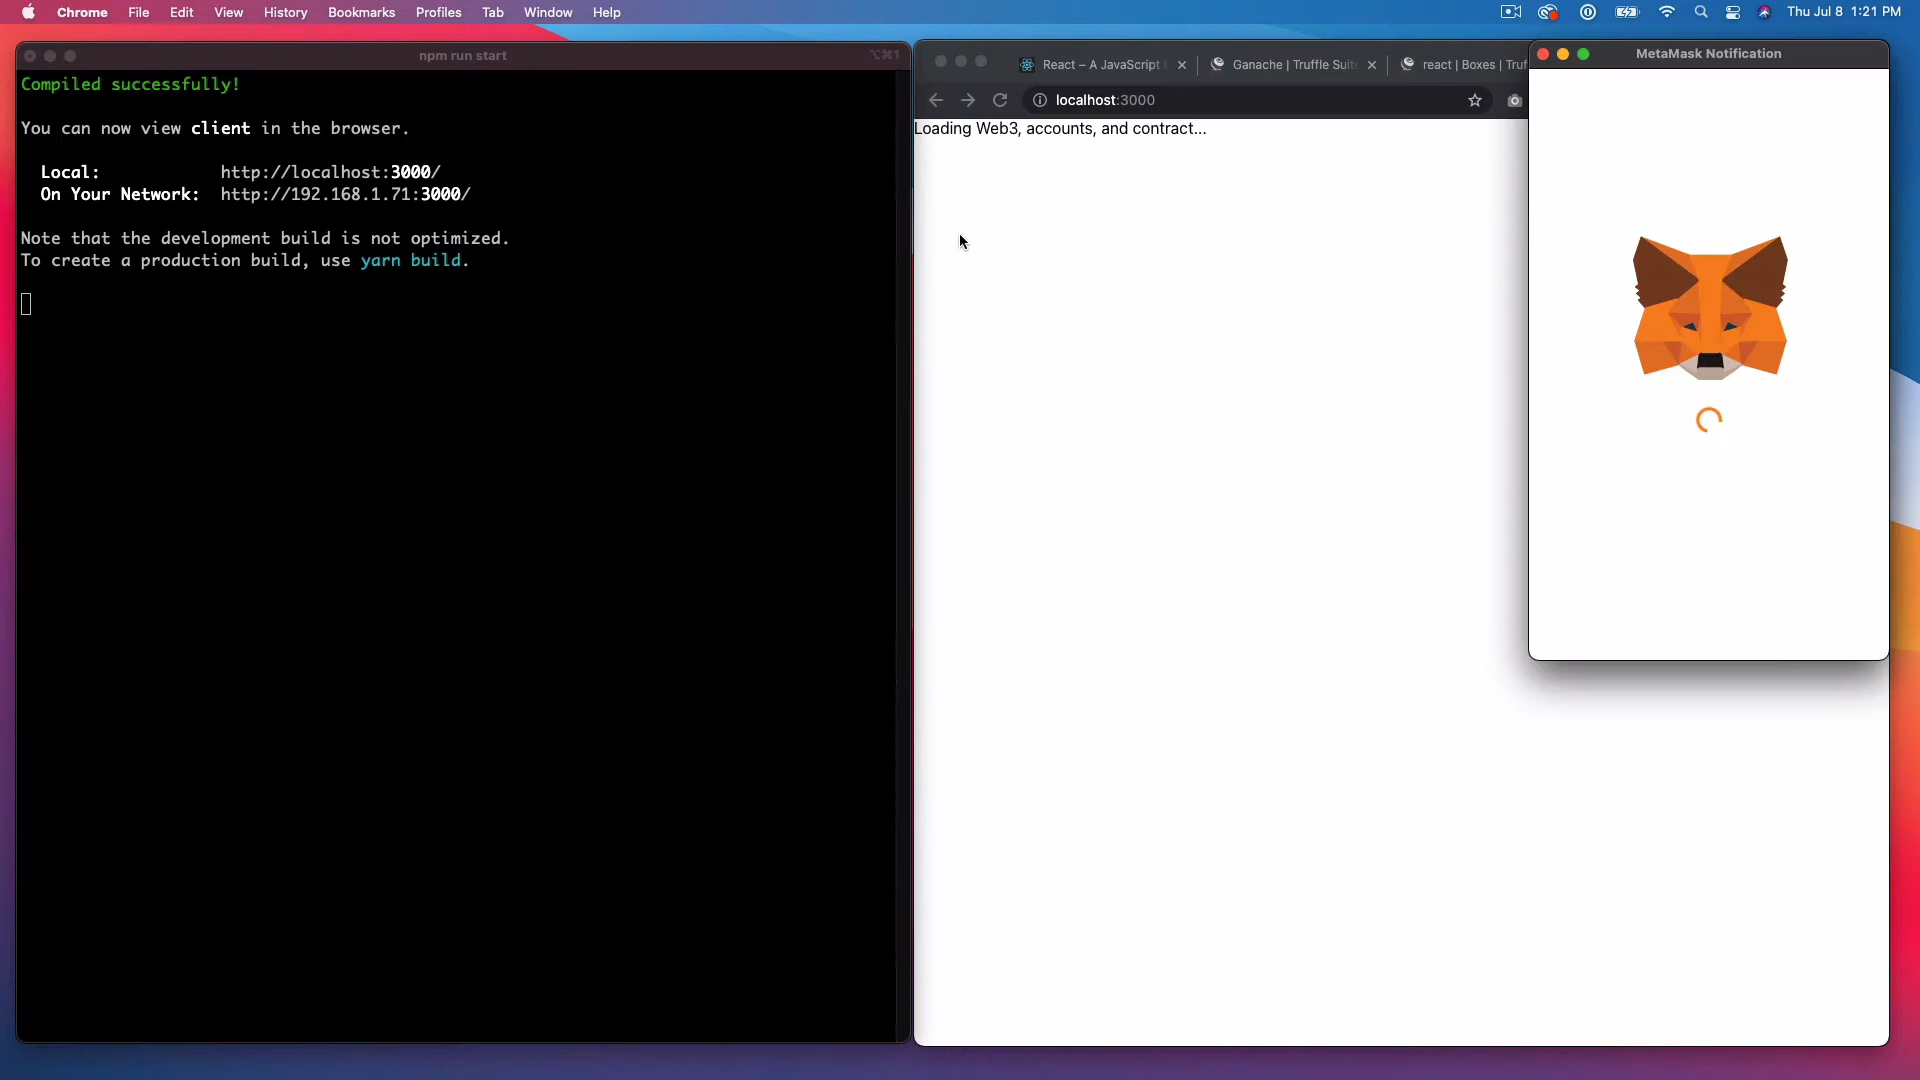 Chrome File Edit View History Bookmarks Profiles Tab Window Help
Thu Jul 8 1:21 PM
npm run start
⌥⌘1
Compiled successfully!
You can now view client in the browser.
Local: http://localhost:3000/
On Your Network: http://192.168.1.71:3000/
Note that the development build is not optimized.
To create a production build, use yarn build.
React – A JavaScript
Ganache | Truffle Suit
react | Boxes | Truf
localhost:3000
Loading Web3, accounts, and contract...
MetaMask Notification